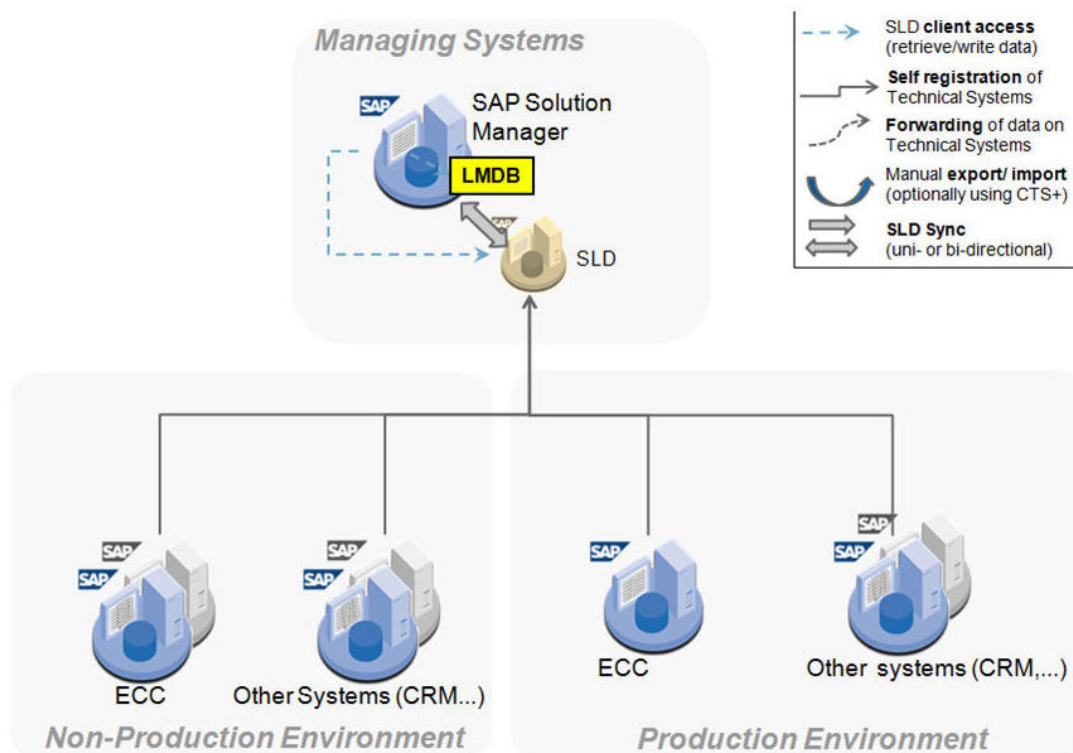 Managing Systems
SAP
SAP Solution
Manager
LMDB
SAP
SLD
SLD client access
(retrieve/write data)
Self registration of
Technical Systems
Forwarding of data on
Technical Systems
Manual export/ import
(optionally using CTS+)
SLD Sync
(uni- or bi-directional)
SAP
SAP
ECC
SAP
SAP
Other Systems (CRM...)
Non-Production Environment
SAP
ECC
SAP
SAP
Other systems (CRM,...)
Production Environment